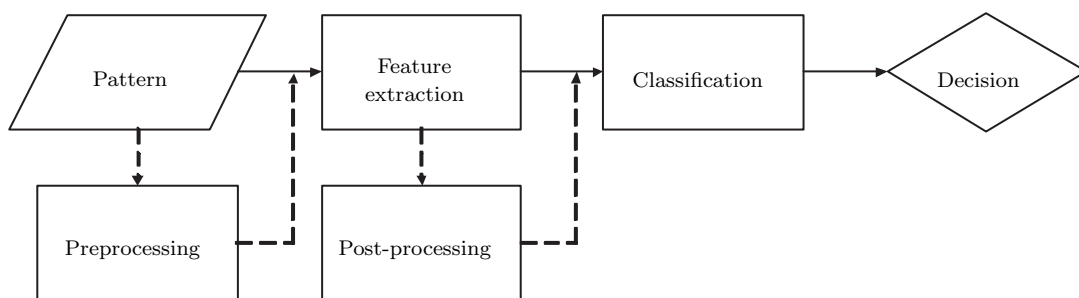 Pattern
Feature
extraction
Classification
Decision
Preprocessing
Post-processing